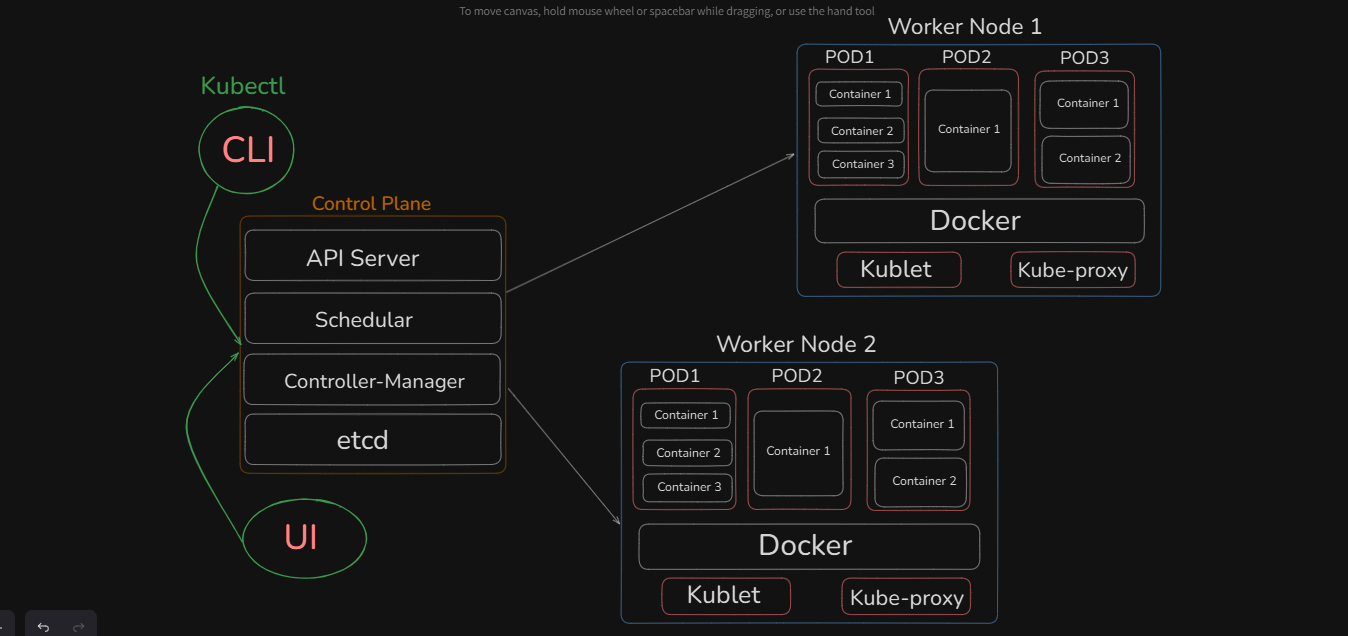 To move canvas, hold mouse wheel or spacebar while dragging, or use the hand tool
Kubectl
CLI
Control Plane
API Server
Schedular
Controller-Manager
etcd
UI
Worker Node 1
POD1
Container 1
Container 2
Container 3
POD2
Container 1
POD3
Container 1
Container 2
Docker
Kublet
Kube-proxy
Worker Node 2
POD1
Container 1
Container 2
Container 3
POD2
Container 1
POD3
Container 1
Container 2
Docker
Kublet
Kube-proxy